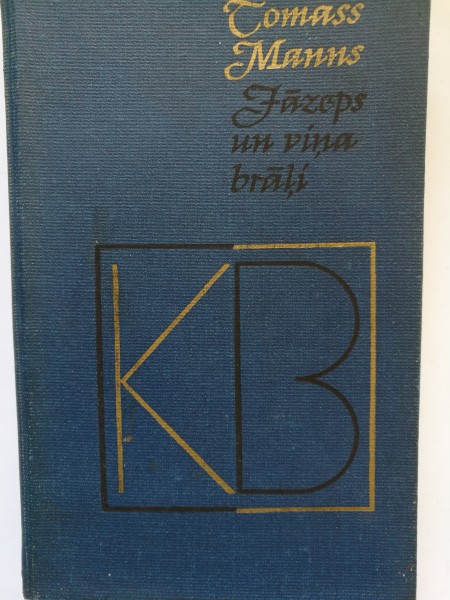 Tomass
Manns
Jāzeps
un viņa
brāļi
KB